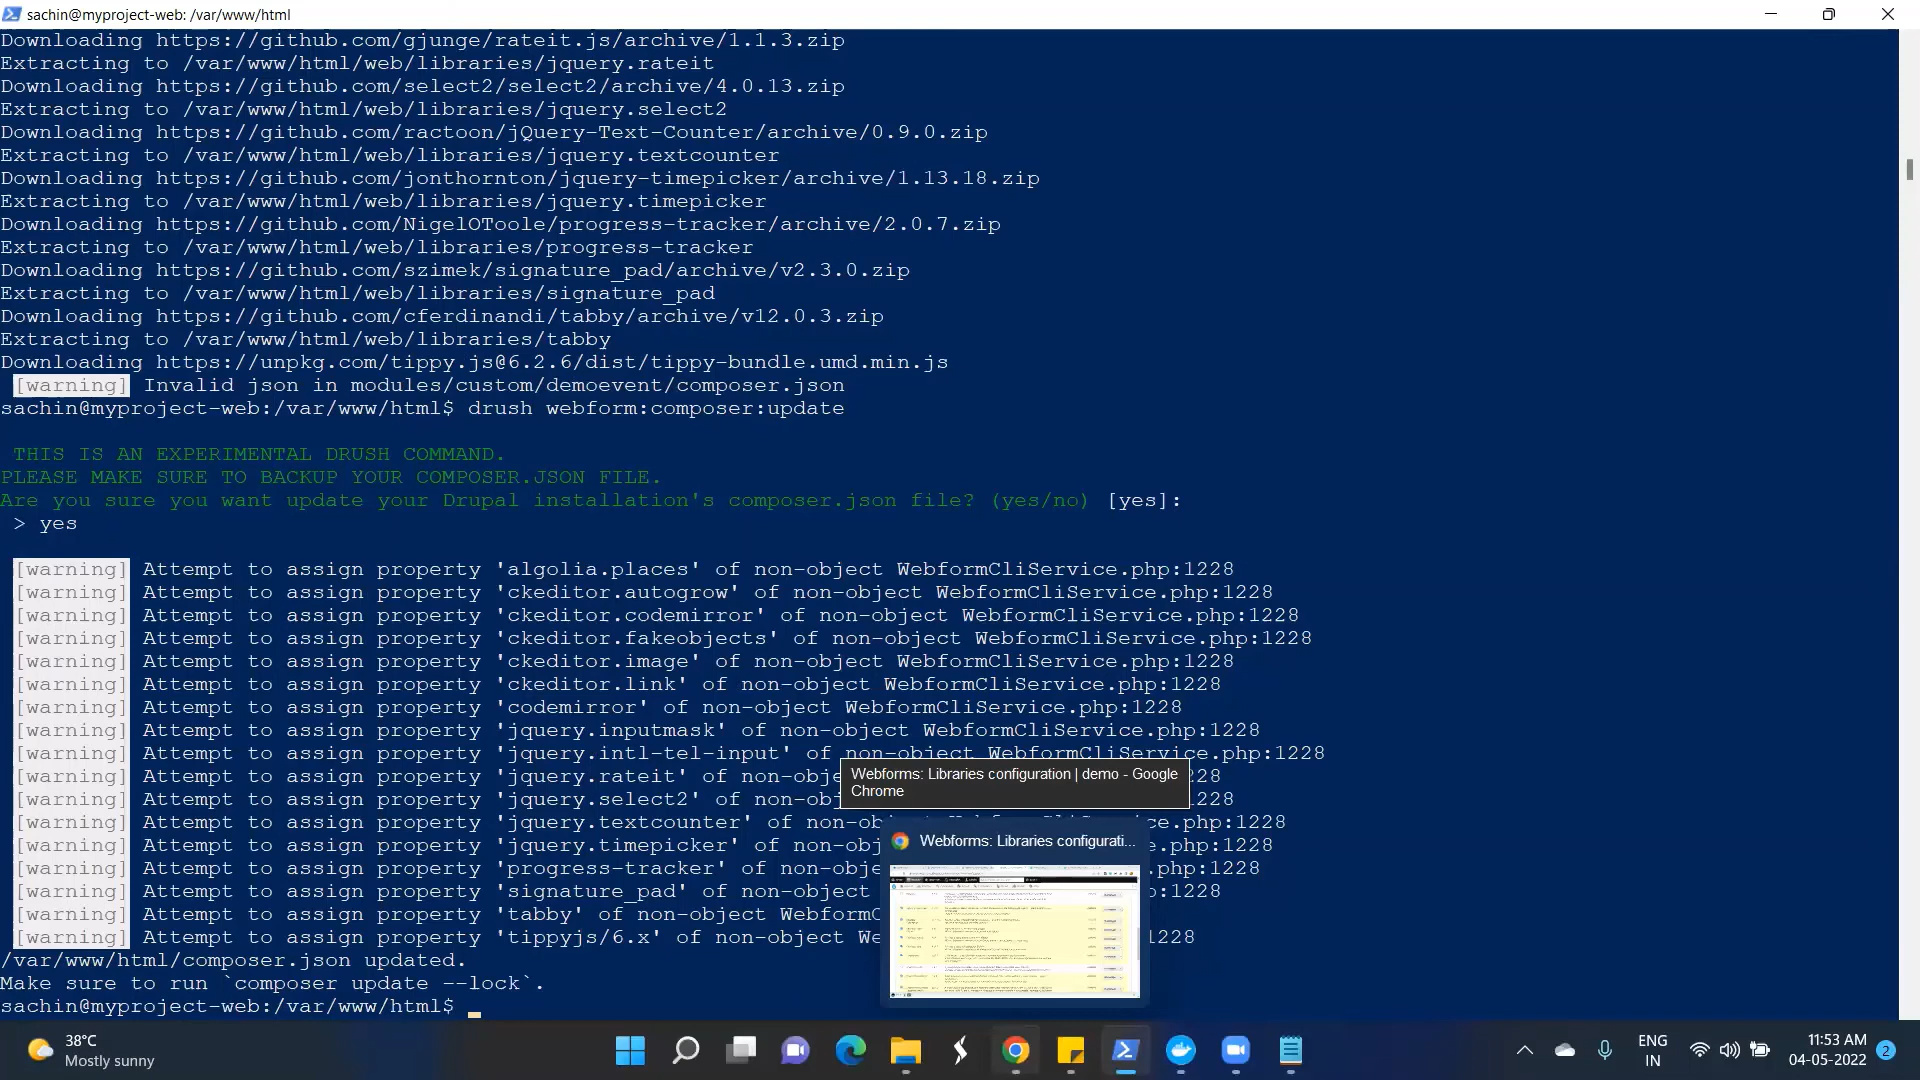 sachin@myproject-web: /var/www/html
Downloading https://github.com/gjunge/rateit.js/archive/1.1.3.zip
Extracting to /var/www/html/web/libraries/jquery.rateit
Downloading https://github.com/select2/select2/archive/4.0.13.zip
Extracting to /var/www/html/web/libraries/jquery.select2
Downloading https://github.com/ractoon/jQuery-Text-Counter/archive/0.9.0.zip
Extracting to /var/www/html/web/libraries/jquery.textcounter
Downloading https://github.com/jonthornton/jquery-timepicker/archive/1.13.18.zip
Extracting to /var/www/html/web/libraries/jquery.timepicker
Downloading https://github.com/NigelOToole/progress-tracker/archive/2.0.7.zip
Extracting to /var/www/html/web/libraries/progress-tracker
Downloading https://github.com/szimek/signature_pad/archive/v2.3.0.zip
Extracting to /var/www/html/web/libraries/signature_pad
Downloading https://github.com/cferdinandi/tabby/archive/v12.0.3.zip
Extracting to /var/www/html/web/libraries/tabby
Downloading https://unpkg.com/tippy.js@6.2.6/dist/tippy-bundle.umd.min.js
[warning] Invalid json in modules/custom/demoevent/composer.json
sachin@myproject-web:/var/www/html$ drush webform:composer:update
THIS IS AN EXPERIMENTAL DRUSH COMMAND.
PLEASE MAKE SURE TO BACKUP YOUR COMPOSER.JSON FILE.
Are you sure you want update your Drupal installation's composer.json file? (yes/no) [yes]:
> yes
[warning] Attempt to assign property 'algolia.places' of non-object WebformCliService.php:1228
[warning] Attempt to assign property 'ckeditor.autogrow' of non-object WebformCliService.php:1228
[warning] Attempt to assign property 'ckeditor.codemirror' of non-object WebformCliService.php:1228
[warning] Attempt to assign property 'ckeditor.fakeobjects' of non-object WebformCliService.php:1228
[warning] Attempt to assign property 'ckeditor.image' of non-object WebformCliService.php:1228
[warning] Attempt to assign property 'ckeditor.link' of non-object WebformCliService.php:1228
[warning] Attempt to assign property 'codemirror' of non-object WebformCliService.php:1228
[warning] Attempt to assign property 'jquery.inputmask' of non-object WebformCliService.php:1228
[warning] Attempt to assign property 'jquery.intl-tel-input' of non-object WebformCliService.php:1228
[warning] Attempt to assign property 'jquery.rateit' of non-obje 228
Webforms: Libraries configuration | demo - Google
Chrome
[warning] Attempt to assign property 'jquery.select2' of non-obj 228
[warning] Attempt to assign property 'jquery.textcounter' of non-ob ce.php:1228
[warning] Attempt to assign property 'jquery.timepicker' of non-ob e.php:1228
Webforms: Libraries configurati...
[warning] Attempt to assign property 'progress-tracker' of non-obj .php:1228
[warning] Attempt to assign property 'signature_pad' of non-object p:1228
[warning] Attempt to assign property 'tabby' of non-object WebformC
[warning] Attempt to assign property 'tippyjs/6.x' of non-object We 1228
/var/www/html/composer.json updated.
Make sure to run `composer update --lock`.
sachin@myproject-web:/var/www/html$
38°C
Mostly sunny
ENG
IN
11:53 AM
04-05-2022
2